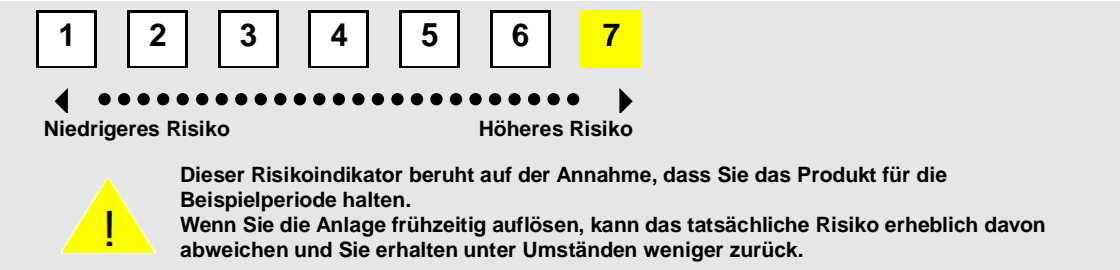 1 2 3 4 5 6 7
Niedrigeres Risiko Höheres Risiko
Dieser Risikoindikator beruht auf der Annahme, dass Sie das Produkt für die
Beispielperiode halten.
Wenn Sie die Anlage frühzeitig auflösen, kann das tatsächliche Risiko erheblich davon
abweichen und Sie erhalten unter Umständen weniger zurück.
!